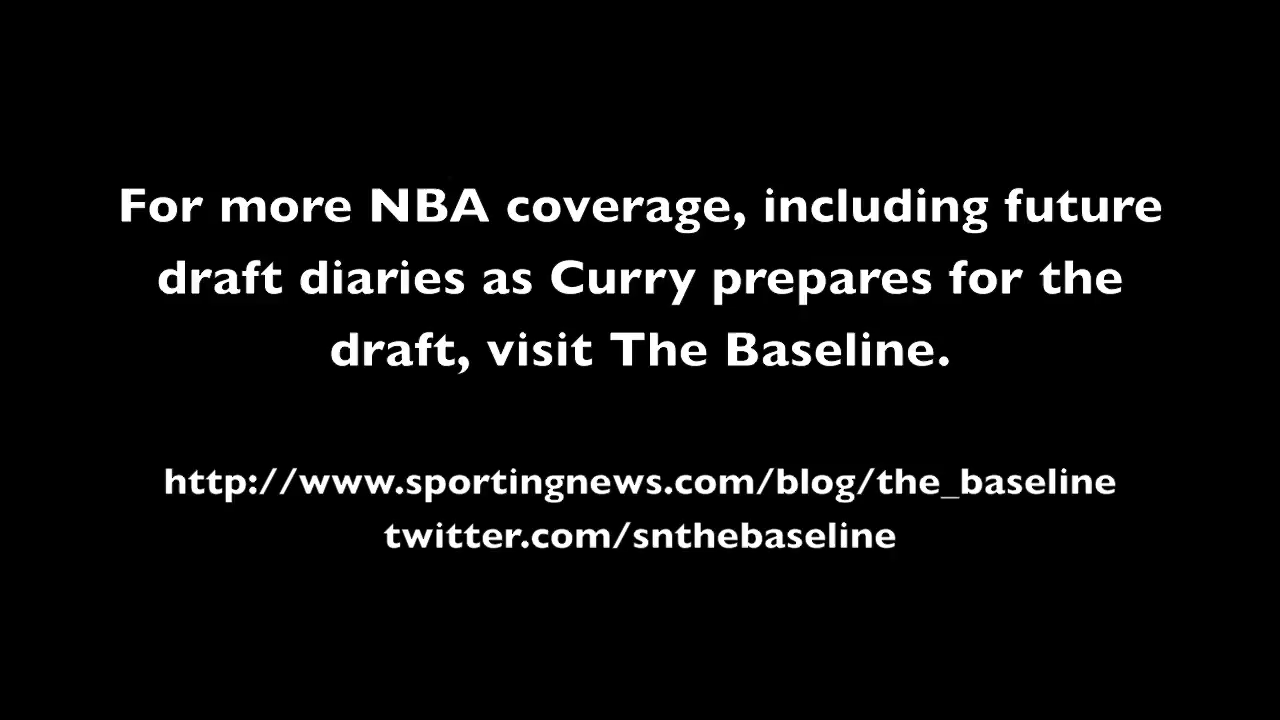 For more NBA coverage, including future
draft diaries as Curry prepares for the
draft, visit The Baseline.
http://www.sportingnews.com/blog/the_baseline
twitter.com/snthebaseline